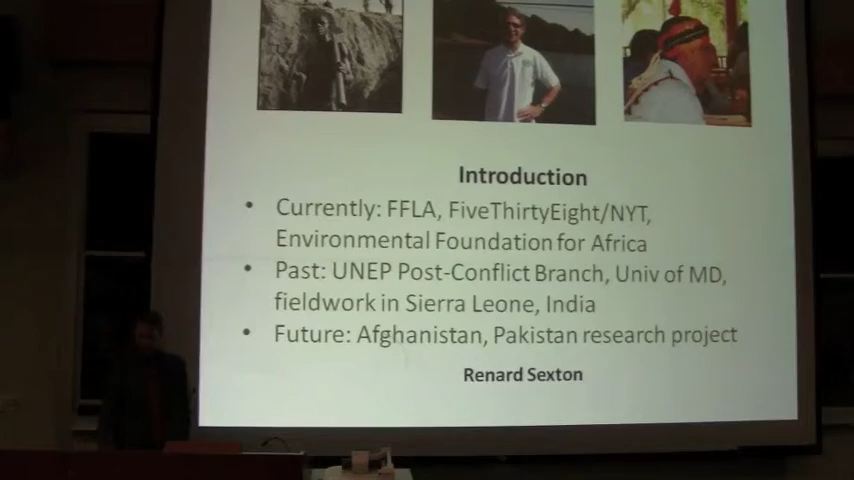 Introduction
• Currently: FFLA, FiveThirtyEight/NYT,
Environmental Foundation for Africa
• Past: UNEP Post-Conflict Branch, Univ of MD,
fieldwork in Sierra Leone, India
• Future: Afghanistan, Pakistan research project
Renard Sexton